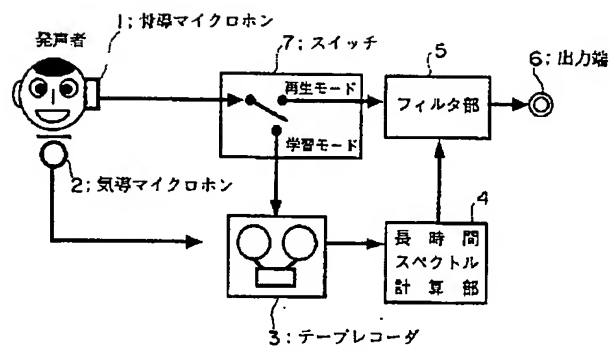 発声者
1;骨導マイクロホン
7;スイッチ
再生モード
学習モード
5
フィルタ部
6;出力端
2;気導マイクロホン
4
長時間
スペクトル
計算部
3:テープレコーダ